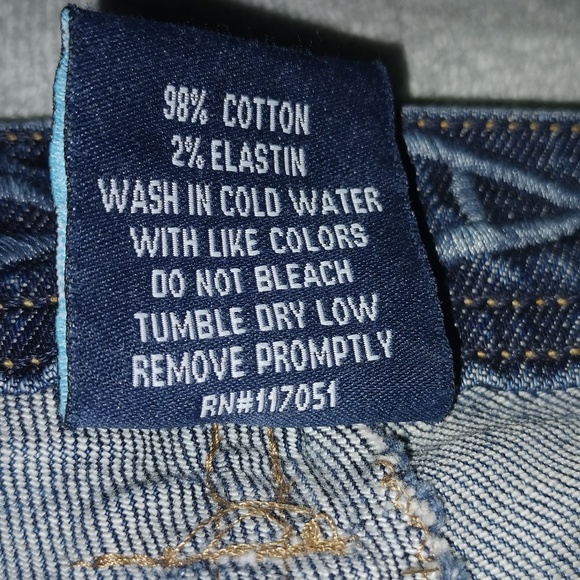 98% COTTON
2% ELASTIN
WASH IN COLD WATER
WITH LIKE COLORS
DO NOT BLEACH
TUMBLE DRY LOW
REMOVE PROMPTLY
RN#117051